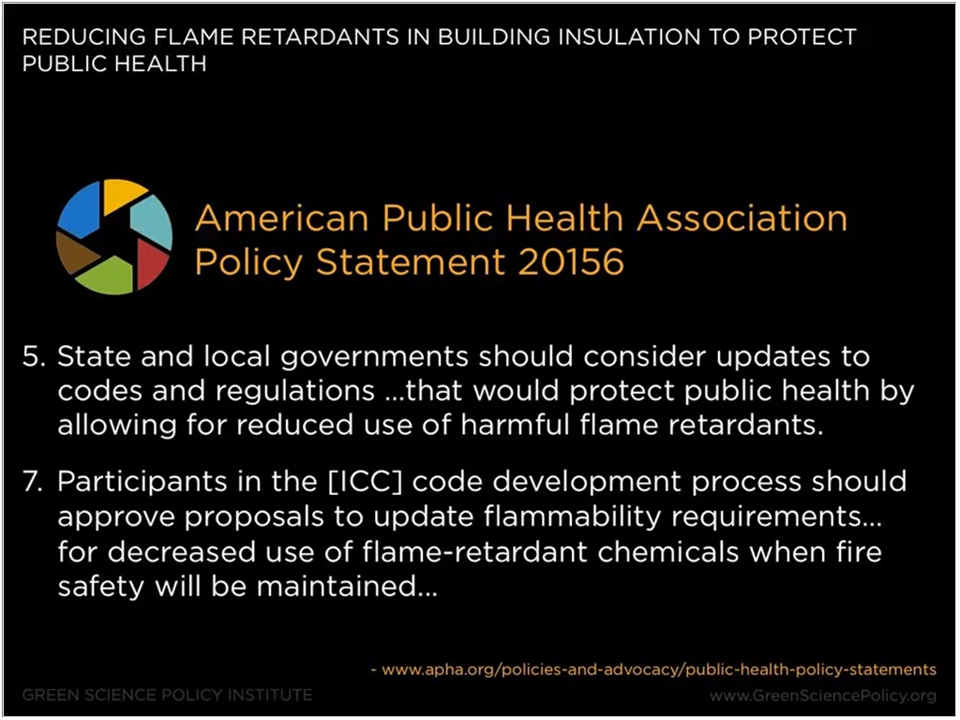 REDUCING FLAME RETARDANTS IN BUILDING INSULATION TO PROTECT
PUBLIC HEALTH
American Public Health Association
Policy Statement 20156
5. State and local governments should consider updates to
codes and regulations ...that would protect public health by
allowing for reduced use of harmful flame retardants.
7. Participants in the [ICC] code development process should
approve proposals to update flammability requirements...
for decreased use of flame-retardant chemicals when fire
safety will be maintained...
- www.apha.org/policies-and-advocacy/public-health-policy-statements
GREEN SCIENCE POLICY INSTITUTE
www.GreenSciencePolicy.org